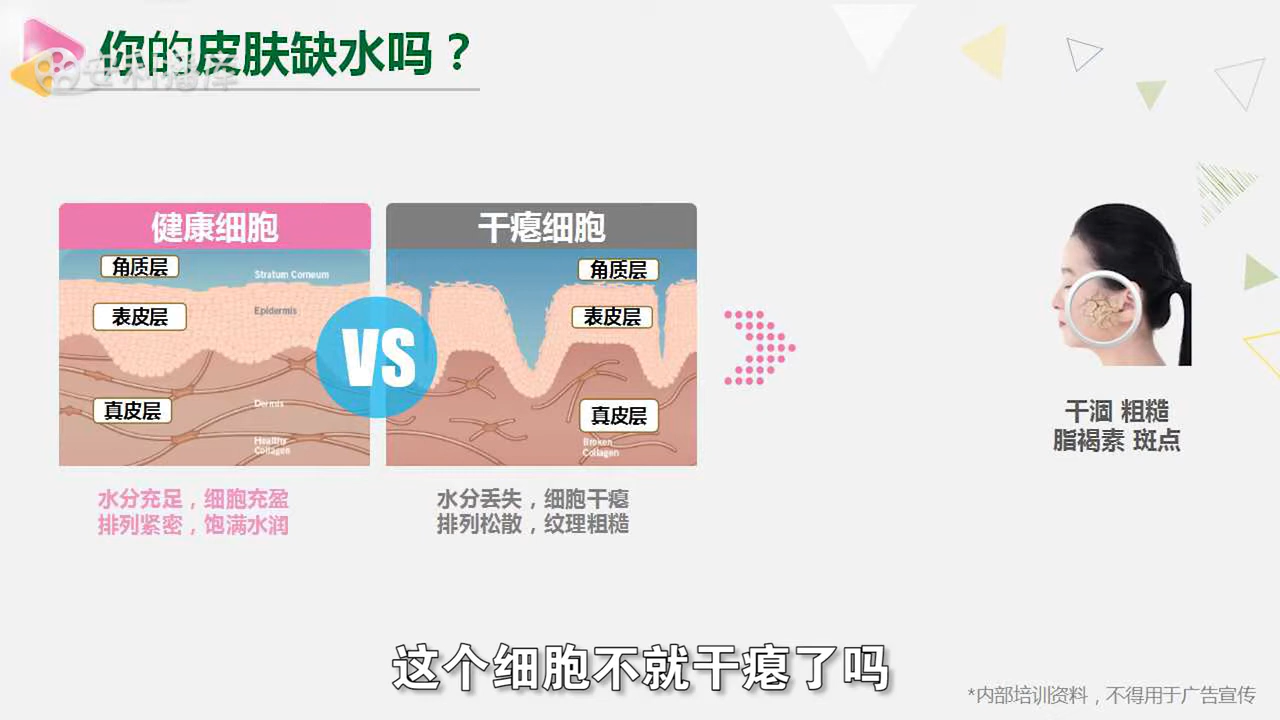 你的皮肤缺水吗？
安利播库
健康细胞
干瘪细胞
角质层
Stratum Corneum
表皮层
Epidermis
真皮层
Dermis
Healthy
Collagen
VS
角质层
表皮层
真皮层
Broken
Collagen
水分充足，细胞充盈
排列紧密，饱满水润
水分丢失，细胞干瘪
排列松散，纹理粗糙
干涸 粗糙
脂褐素 斑点
这个细胞不就干瘪了吗
*内部培训资料，不得用于广告宣传